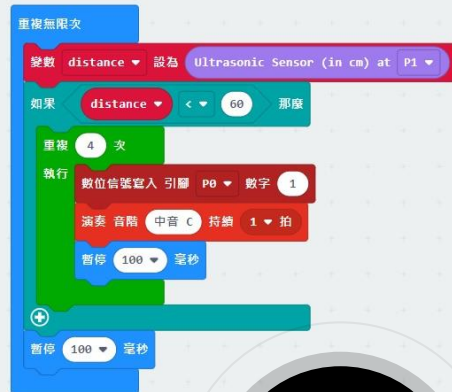 重複無限次
變數 distance 設為 Ultrasonic Sensor (in cm) at P1
如果 distance < 60 那麼
重複 4 次
執行
數位信號寫入 引腳 P0 數字 1
演奏 音階 中音 C 持續 1 拍
暫停 100 毫秒
暫停 100 毫秒